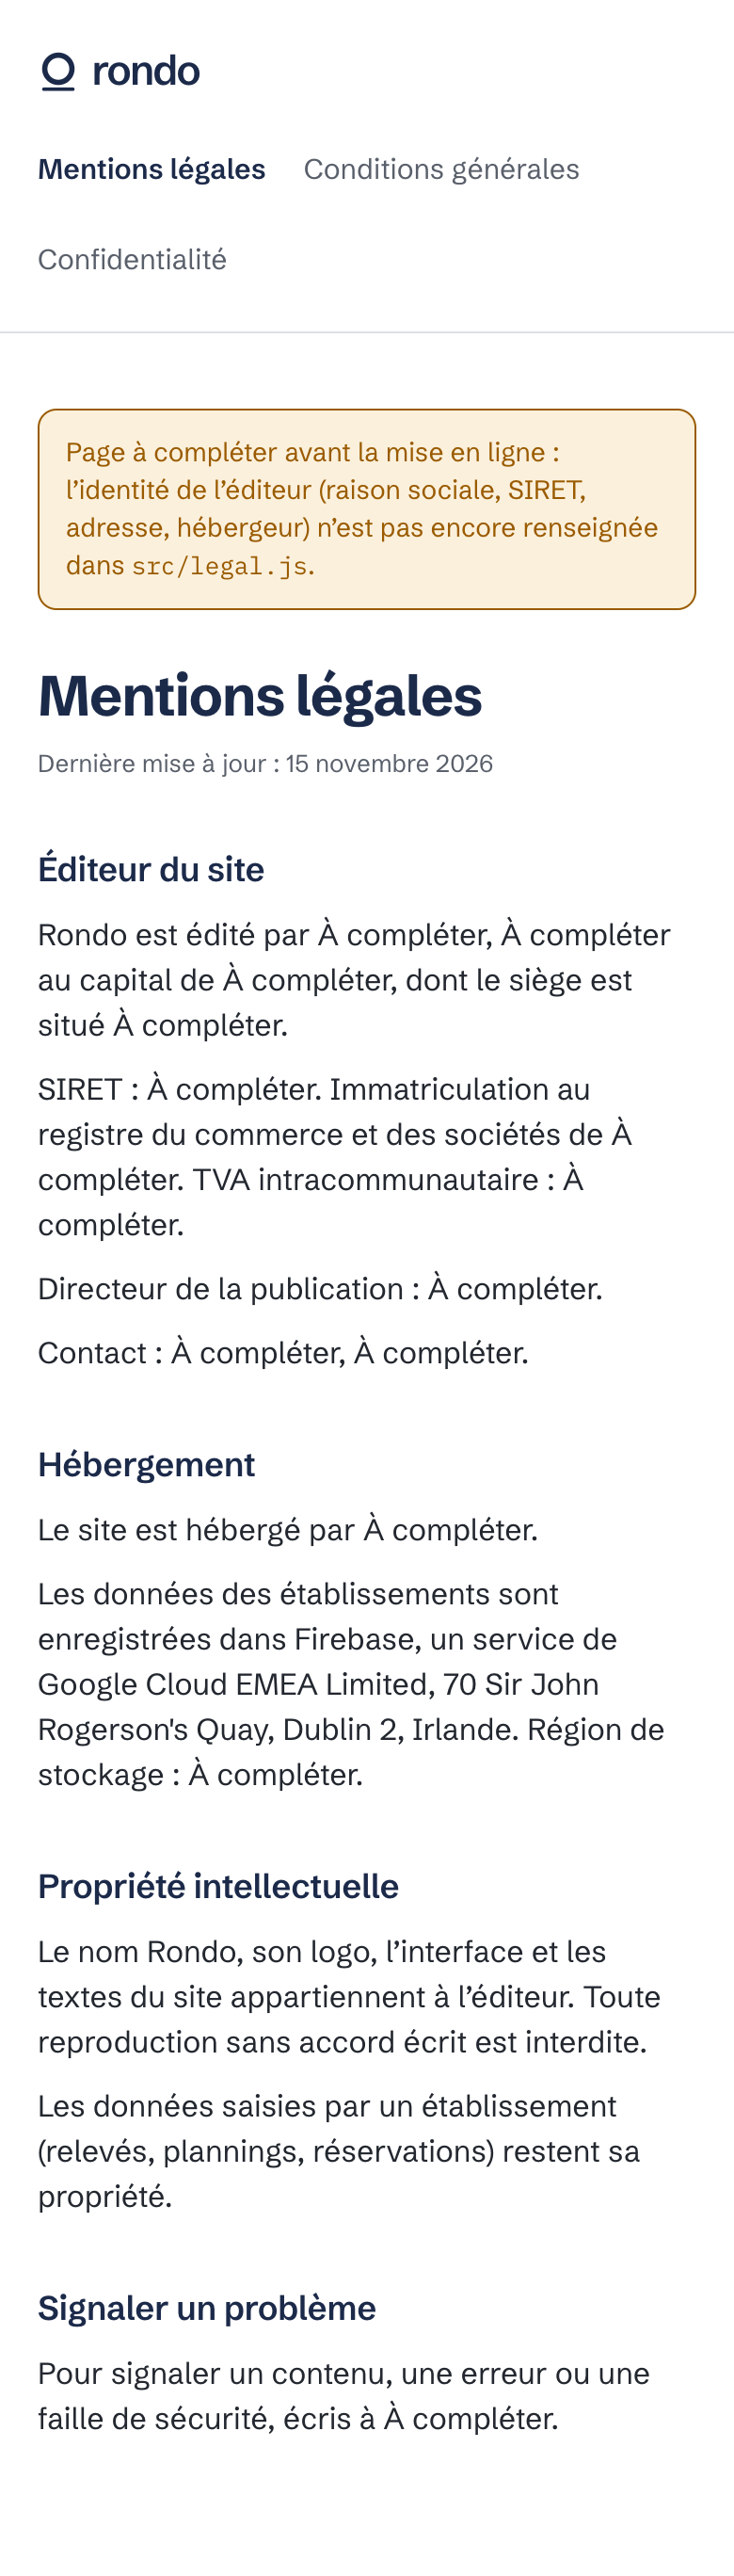 rondo
Mentions légales Conditions générales
Confidentialité
Page à compléter avant la mise en ligne :
l’identité de l’éditeur (raison sociale, SIRET,
adresse, hébergeur) n’est pas encore renseignée
dans src/legal.js.
Mentions légales
Dernière mise à jour : 15 novembre 2026
Éditeur du site
Rondo est édité par À compléter, À compléter
au capital de À compléter, dont le siège est
situé À compléter.
SIRET : À compléter. Immatriculation au
registre du commerce et des sociétés de À
compléter. TVA intracommunautaire : À
compléter.
Directeur de la publication : À compléter.
Contact : À compléter, À compléter.
Hébergement
Le site est hébergé par À compléter.
Les données des établissements sont
enregistrées dans Firebase, un service de
Google Cloud EMEA Limited, 70 Sir John
Rogerson's Quay, Dublin 2, Irlande. Région de
stockage : À compléter.
Propriété intellectuelle
Le nom Rondo, son logo, l’interface et les
textes du site appartiennent à l’éditeur. Toute
reproduction sans accord écrit est interdite.
Les données saisies par un établissement
(relevés, plannings, réservations) restent sa
propriété.
Signaler un problème
Pour signaler un contenu, une erreur ou une
faille de sécurité, écris à À compléter.